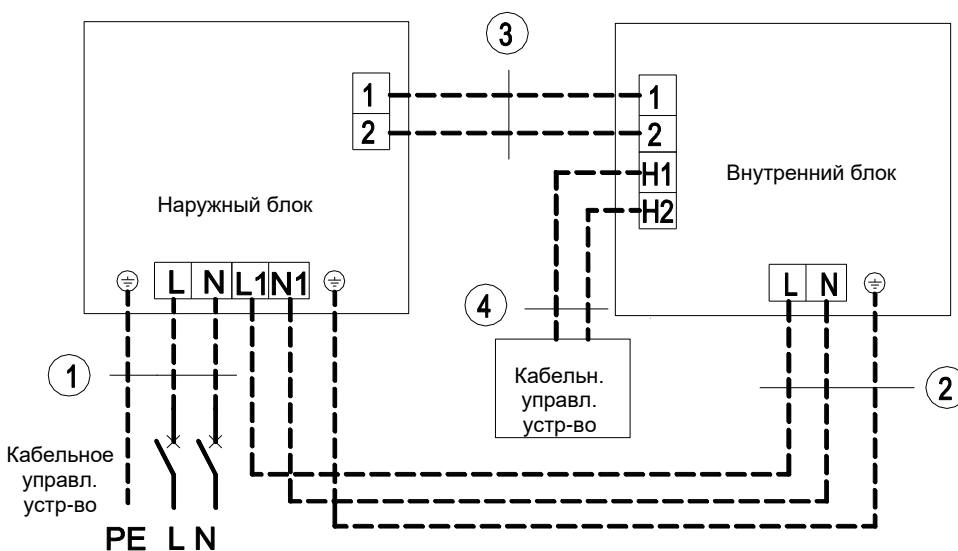 3
1
2
1
2
H1
H2
Наружный блок
Внутренний блок
L N L1 N1
L N
4
1
2
Кабельн.
управл.
устр-во
Кабельное
управл.
устр-во
PE L N